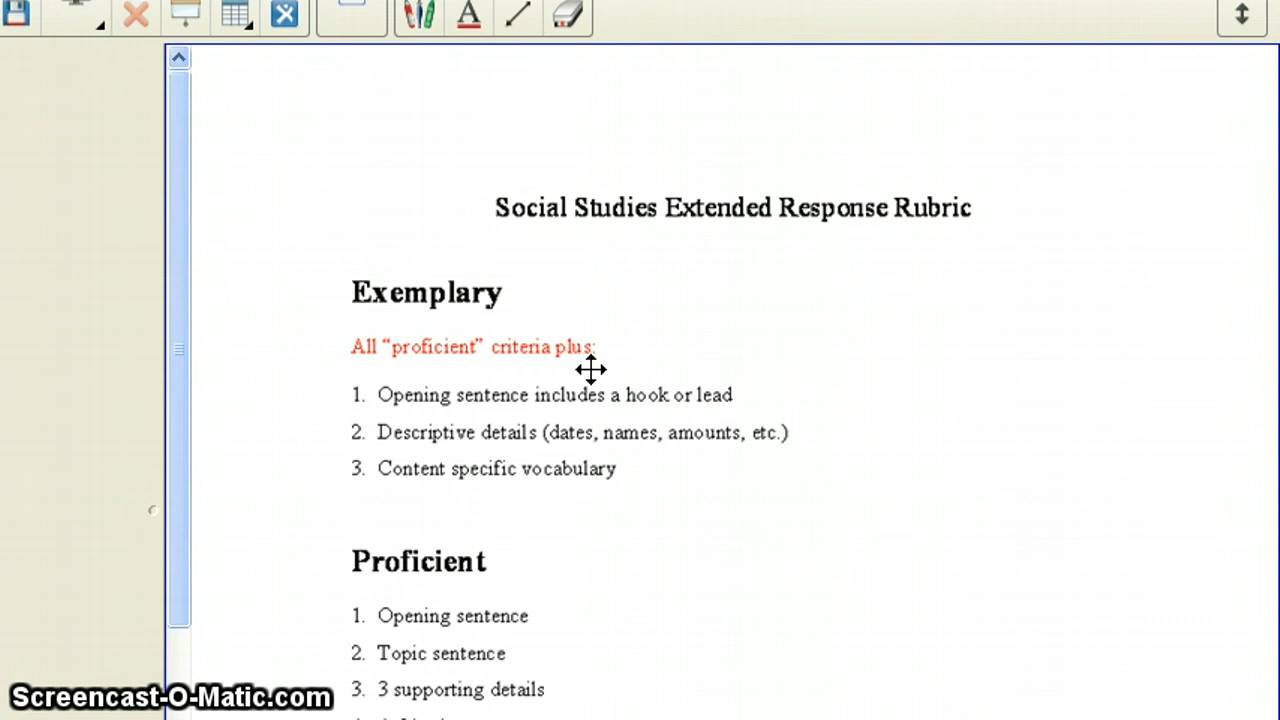 Social Studies Extended Response Rubric
Exemplary
All “proficient” criteria plus:
1. Opening sentence includes a hook or lead
2. Descriptive details (dates, names, amounts, etc.)
3. Content specific vocabulary
Proficient
1. Opening sentence
2. Topic sentence
3. 3 supporting details
Screencast-O-Matic.com